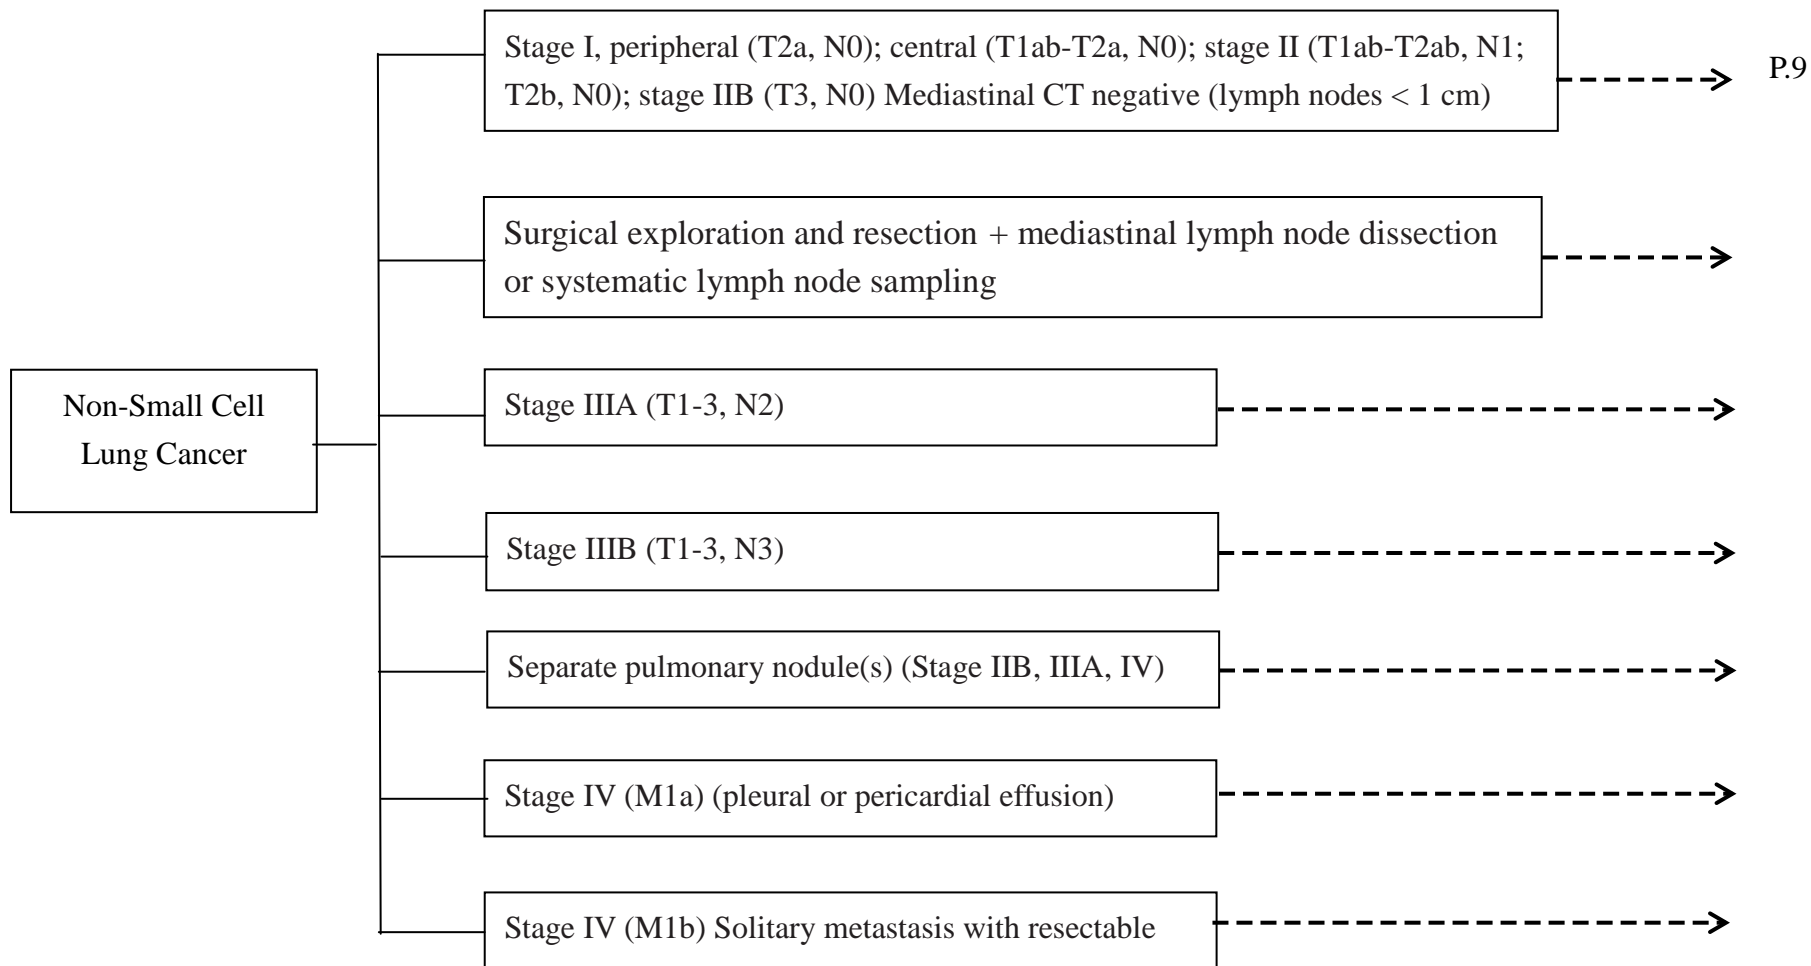 Stage I, peripheral (T2a, N0); central (T1ab-T2a, N0); stage II (T1ab-T2ab, N1;
T2b, N0); stage IIB (T3, N0) Mediastinal CT negative (lymph nodes < 1 cm)
P.9
Surgical exploration and resection + mediastinal lymph node dissection
or systematic lymph node sampling
Non-Small Cell
Lung Cancer
Stage IIIA (T1-3, N2)
Stage IIIB (T1-3, N3)
Separate pulmonary nodule(s) (Stage IIB, IIIA, IV)
Stage IV (M1a) (pleural or pericardial effusion)
Stage IV (M1b) Solitary metastasis with resectable